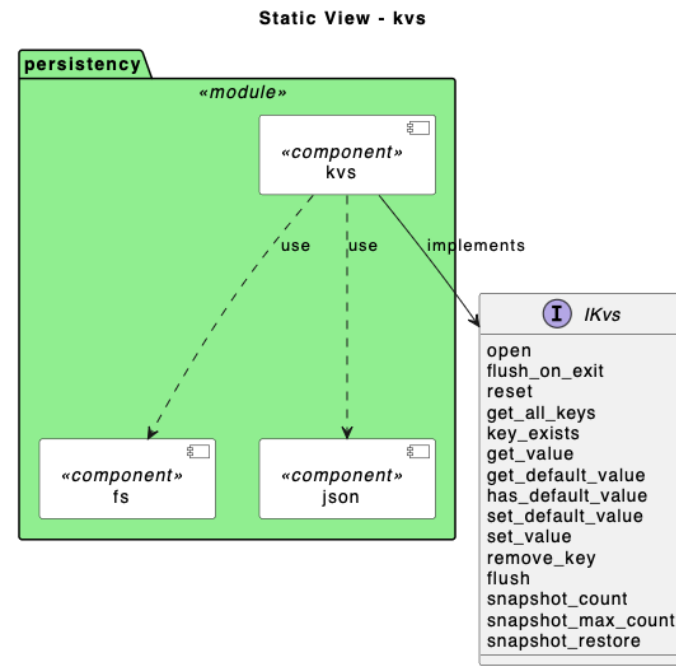 Static View - kvs
persistency
«module»
«component»
kvs
use
use
implements
I IKvs
open
flush_on_exit
reset
get_all_keys
key_exists
get_value
get_default_value
has_default_value
set_default_value
set_value
remove_key
flush
snapshot_count
snapshot_max_count
snapshot_restore
«component»
fs
«component»
json